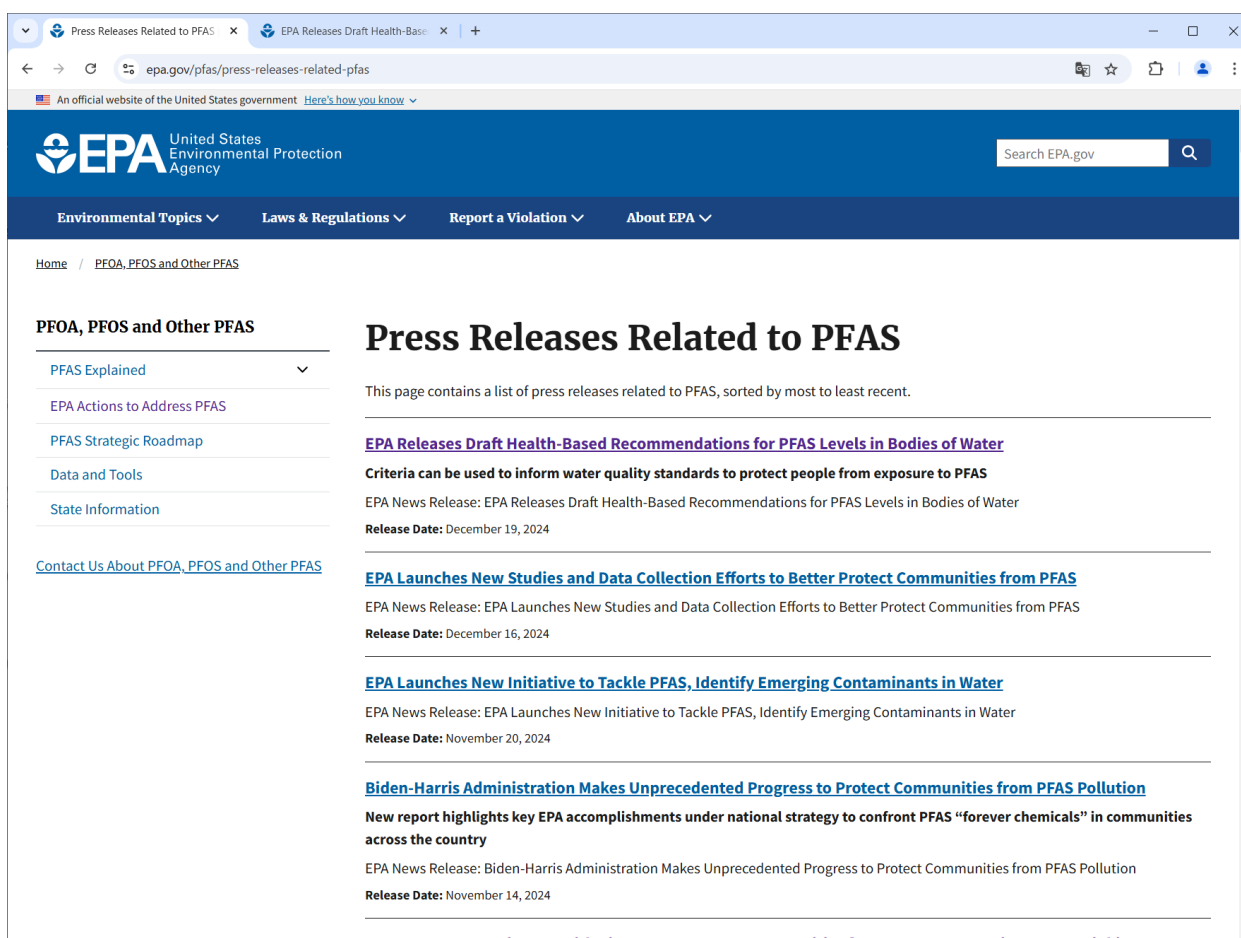 Press Releases Related to PFAS
EPA Releases Draft Health-Base
epa.gov/pfas/press-releases-related-pfas
An official website of the United States government Here's how you know
EPA United States
Environmental Protection
Agency
Search EPA.gov
Environmental Topics Laws & Regulations Report a Violation About EPA
Home / PFOA, PFOS and Other PFAS
PFOA, PFOS and Other PFAS
PFAS Explained
EPA Actions to Address PFAS
PFAS Strategic Roadmap
Data and Tools
State Information
Contact Us About PFOA, PFOS and Other PFAS
Press Releases Related to PFAS
This page contains a list of press releases related to PFAS, sorted by most to least recent.
EPA Releases Draft Health-Based Recommendations for PFAS Levels in Bodies of Water
Criteria can be used to inform water quality standards to protect people from exposure to PFAS
EPA News Release: EPA Releases Draft Health-Based Recommendations for PFAS Levels in Bodies of Water
Release Date: December 19, 2024
EPA Launches New Studies and Data Collection Efforts to Better Protect Communities from PFAS
EPA News Release: EPA Launches New Studies and Data Collection Efforts to Better Protect Communities from PFAS
Release Date: December 16, 2024
EPA Launches New Initiative to Tackle PFAS, Identify Emerging Contaminants in Water
EPA News Release: EPA Launches New Initiative to Tackle PFAS, Identify Emerging Contaminants in Water
Release Date: November 20, 2024
Biden-Harris Administration Makes Unprecedented Progress to Protect Communities from PFAS Pollution
New report highlights key EPA accomplishments under national strategy to confront PFAS “forever chemicals” in communities
across the country
EPA News Release: Biden-Harris Administration Makes Unprecedented Progress to Protect Communities from PFAS Pollution
Release Date: November 14, 2024